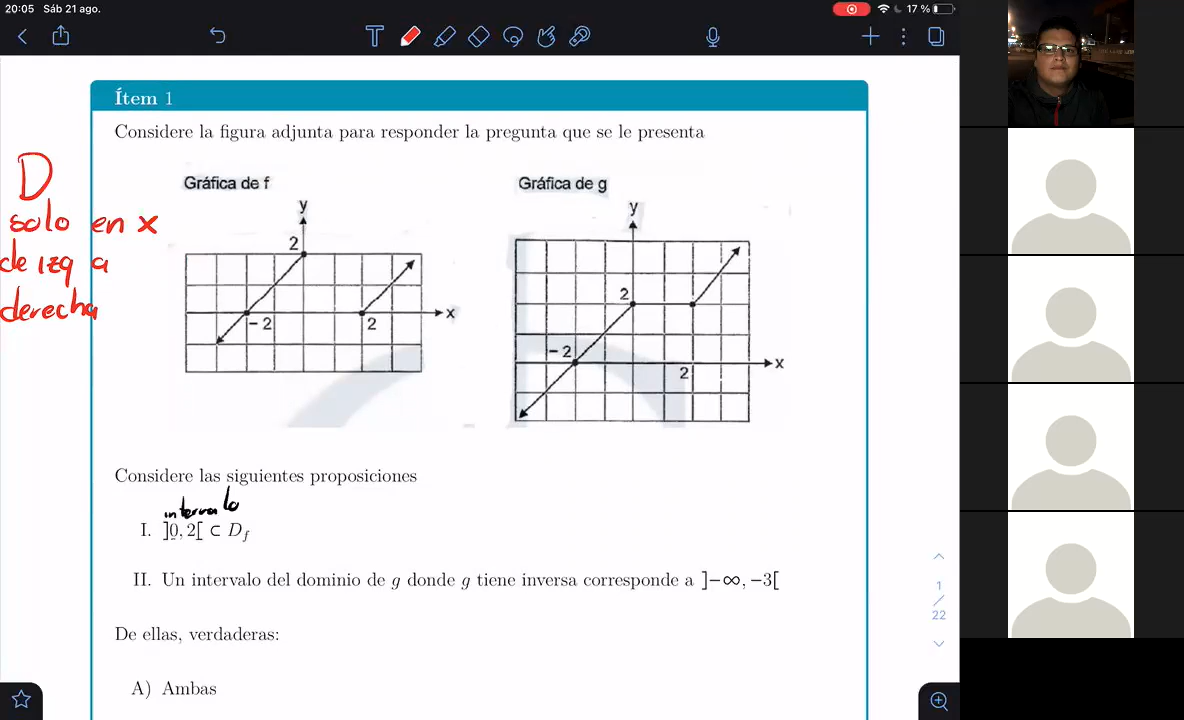 20:05 Sáb 21 ago.
17 %
Ítem 1
Considere la figura adjunta para responder la pregunta que se le presenta
D
solo en x
de izq a
derecha
Gráfica de f
y
2
-2
2
x
Gráfica de g
y
2
-2
2
x
Considere las siguientes proposiciones
intervalo
I. ]0, 2[ ⊂ D_f
II. Un intervalo del dominio de g donde g tiene inversa corresponde a ]−∞, −3[
De ellas, verdaderas:
A) Ambas
1
/
22